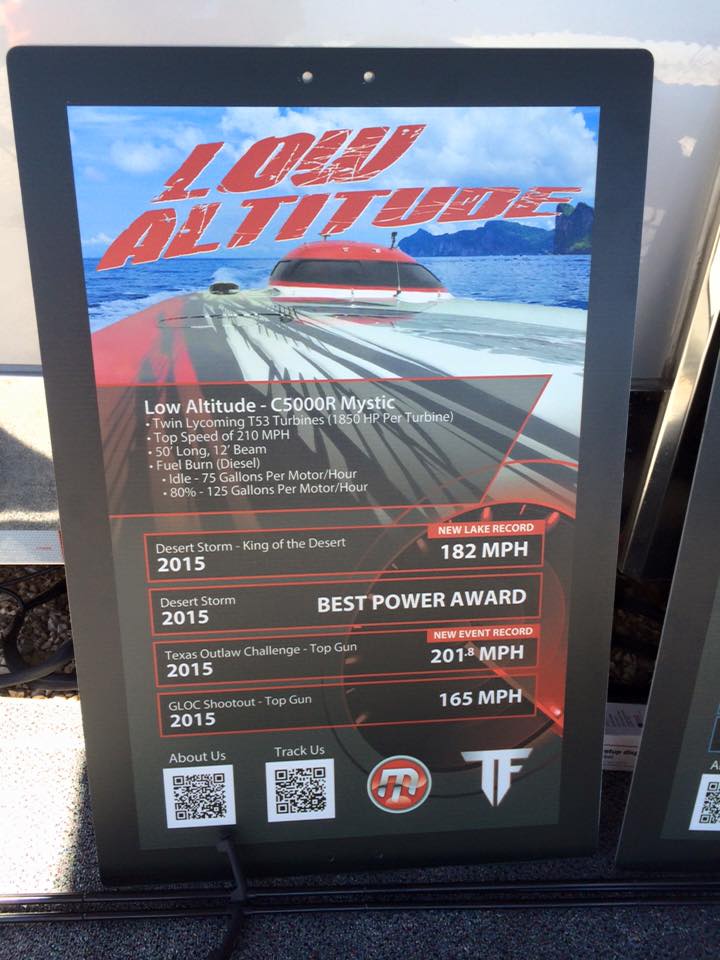 LOW
ALTITUDE
Low Altitude - C5000R Mystic
• Twin Lycoming T53 Turbines (1850 HP Per Turbine)
• Top Speed of 210 MPH
• 50' Long, 12' Beam
• Fuel Burn (Diesel)
• Idle - 75 Gallons Per Motor/Hour
• 80% - 125 Gallons Per Motor/Hour
NEW LAKE RECORD
Desert Storm - King of the Desert
2015
182 MPH
Desert Storm
2015
BEST POWER AWARD
NEW EVENT RECORD
Texas Outlaw Challenge - Top Gun
2015
201.8 MPH
GLOC Shootout - Top Gun
2015
165 MPH
About Us
Track Us
M
TF